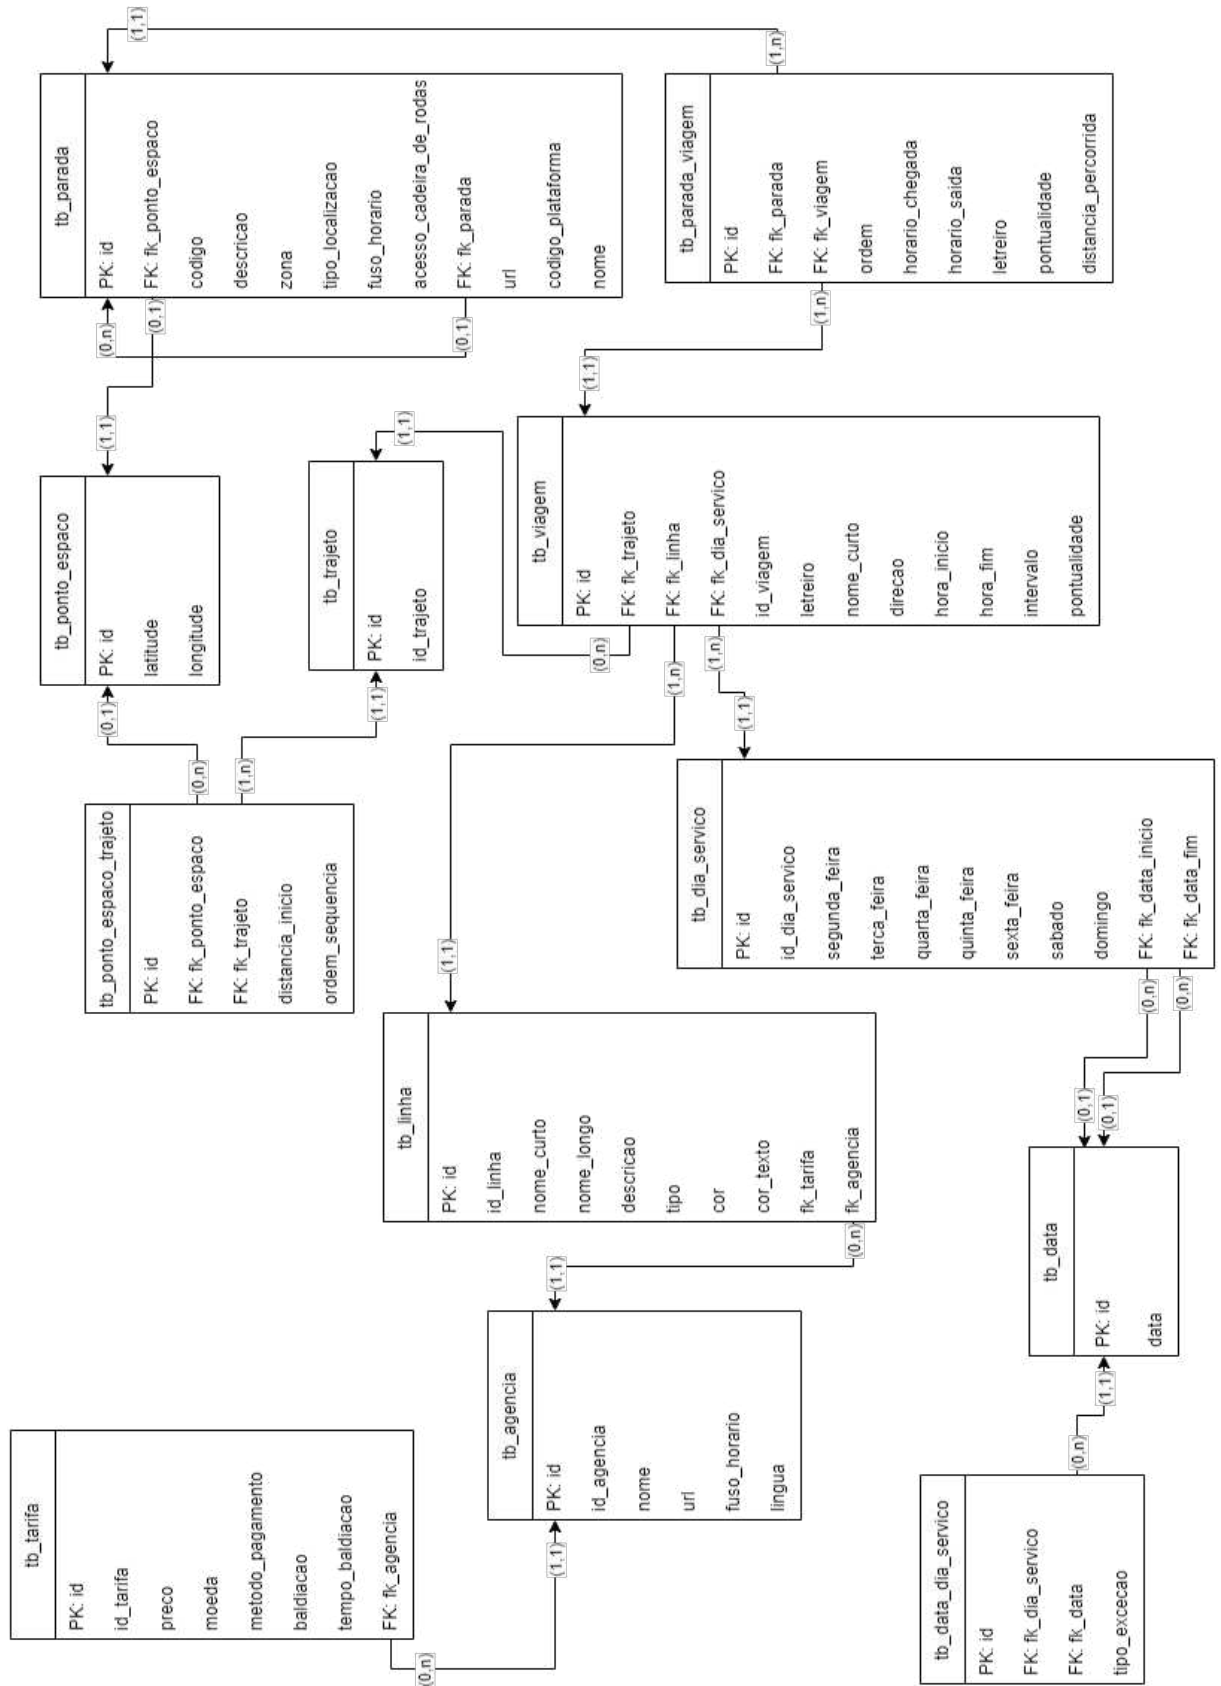 tb_tarifa
PK: id
id_tarifa
preco
moeda
metodo_pagamento
baldiacao
tempo_baldiacao
FK: fk_agencia
(0,n)
(1,1)
tb_agencia
PK: id
id_agencia
nome
url
fuso_horario
lingua
(1,1)
(0,n)
tb_linha
PK: id
id_linha
nome_curto
nome_longo
descricao
tipo
cor
cor_texto
fk_tarifa
fk_agencia
(1,1)
(1,n)
tb_ponto_espaco_trajeto
PK: id
FK: fk_ponto_espaco
FK: fk_trajeto
distancia_inicio
ordem_sequencia
(0,n)
(0,1)
(1,n)
(1,1)
tb_ponto_espaco
PK: id
latitude
longitude
(1,1)
(0,1)
tb_trajeto
PK: id
id_trajeto
(1,1)
(0,n)
tb_parada
PK: id
FK: fk_ponto_espaco
codigo
descricao
zona
tipo_localizacao
fuso_horario
acesso_cadeira_de_rodas
FK: fk_parada
url
codigo_plataforma
nome
(0,n)
(0,1)
(1,1)
(1,n)
tb_parada_viagem
PK: id
FK: fk_parada
FK: fk_viagem
ordem
horario_chegada
horario_saida
letreiro
pontualidade
distancia_percorrida
(1,n)
(1,1)
tb_viagem
PK: id
FK: fk_trajeto
FK: fk_linha
FK: fk_dia_servico
id_viagem
letreiro
nome_curto
direcao
hora_inicio
hora_fim
intervalo
pontualidade
(1,n)
(1,1)
tb_dia_servico
PK: id
id_dia_servico
segunda_feira
terca_feira
quarta_feira
quinta_feira
sexta_feira
sabado
domingo
FK: fk_data_inicio
FK: fk_data_fim
(0,n)
(0,n)
(0,1)
(0,1)
tb_data
PK: id
data
(1,1)
(0,n)
tb_data_dia_servico
PK: id
FK: fk_dia_servico
FK: fk_data
tipo_excecao